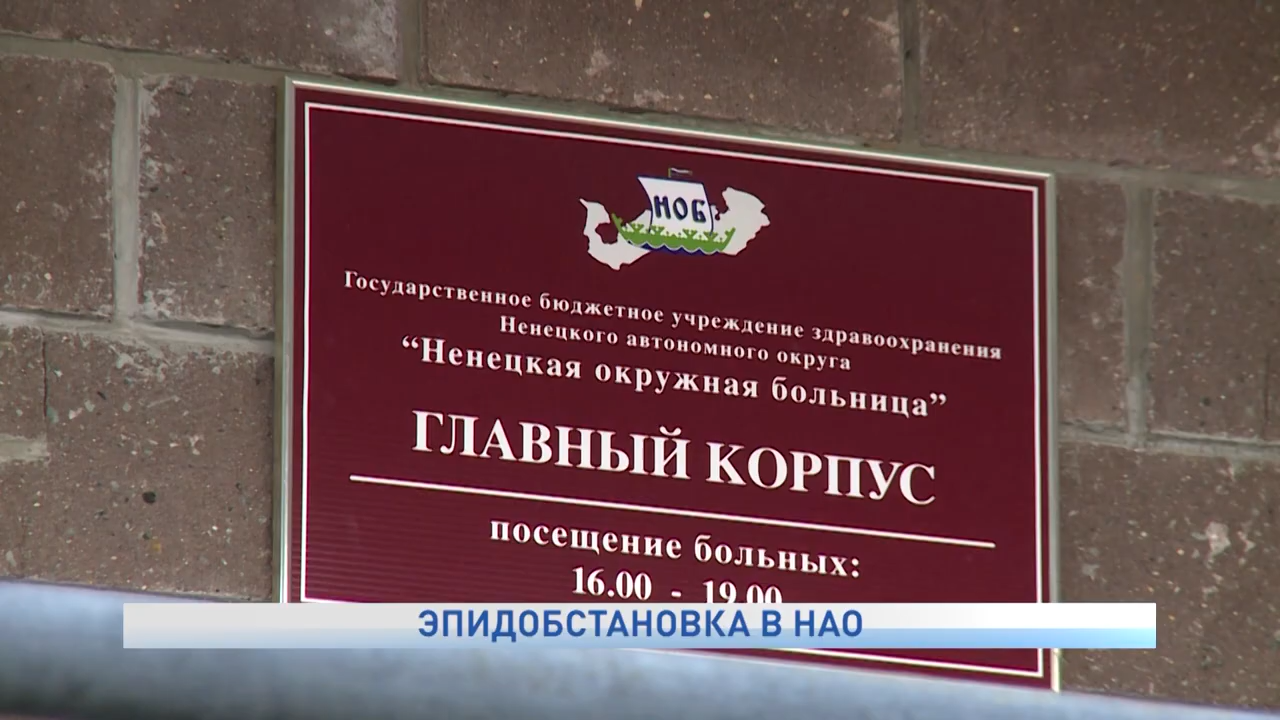 НОБ
Государственное бюджетное учреждение здравоохранения
Ненецкого автономного округа
“Ненецкая окружная больница”
ГЛАВНЫЙ КОРПУС
посещение больных:
16.00 - 19.00
ЭПИДОБСТАНОВКА В НАО